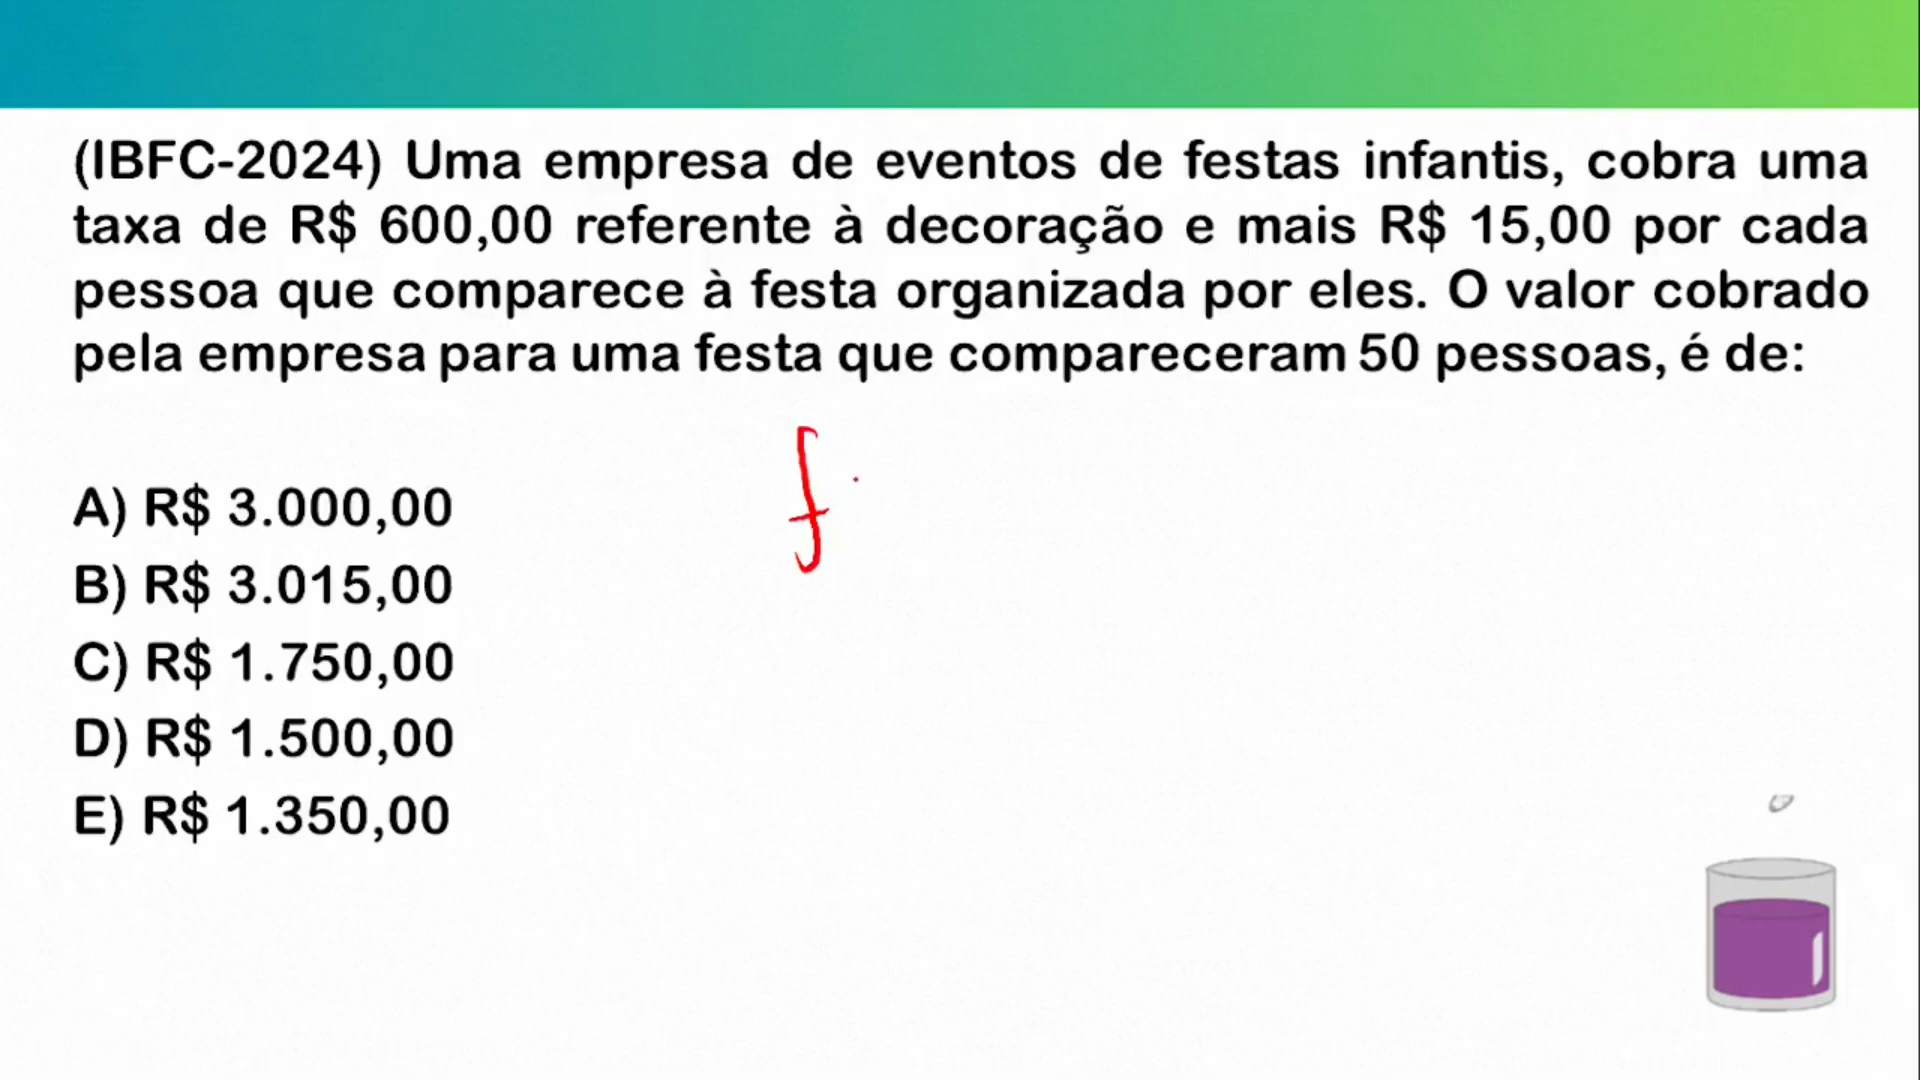 (IBFC-2024) Uma empresa de eventos de festas infantis, cobra uma
taxa de R$ 600,00 referente à decoração e mais R$ 15,00 por cada
pessoa que comparece à festa organizada por eles. O valor cobrado
pela empresa para uma festa que compareceram 50 pessoas, é de:
f
A) R$ 3.000,00
B) R$ 3.015,00
C) R$ 1.750,00
D) R$ 1.500,00
E) R$ 1.350,00